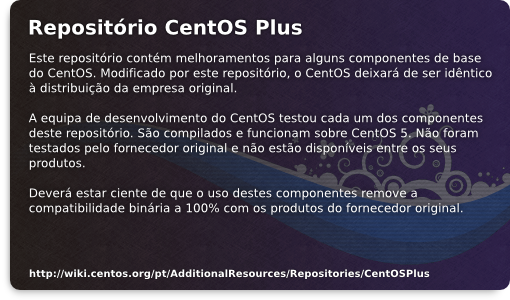 Repositório CentOS Plus
Este repositório contém melhoramentos para alguns componentes de base
do CentOS. Modificado por este repositório, o CentOS deixará de ser idêntico
à distribuição da empresa original.
A equipa de desenvolvimento do CentOS testou cada um dos componentes
deste repositório. São compilados e funcionam sobre CentOS 5. Não foram
testados pelo fornecedor original e não estão disponíveis entre os seus
produtos.
Deverá estar ciente de que o uso destes componentes remove a
compatibilidade binária a 100% com os produtos do fornecedor original.
http://wiki.centos.org/pt/AdditionalResources/Repositories/CentOSPlus